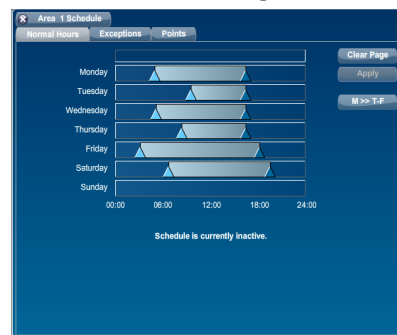 Area 1 Schedule
Normal Hours Exceptions Points
Clear Page
Monday
Apply
Tuesday
M >> T-F
Wednesday
Thursday
Friday
Saturday
Sunday
00:00 06:00 12:00 18:00 24:00
Schedule is currently inactive.